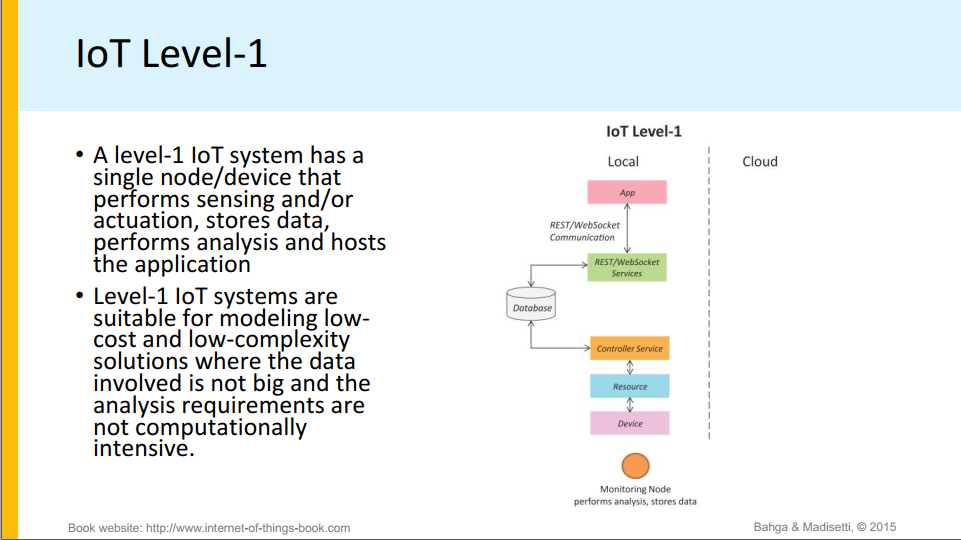 IoT Level-1
• A level-1 IoT system has a
single node/device that
performs sensing and/or
actuation, stores data,
performs analysis and hosts
the application
• Level-1 IoT systems are
suitable for modeling low-
cost and low-complexity
solutions where the data
involved is not big and the
analysis requirements are
not computationally
intensive.
IoT Level-1
Local
Cloud
App
REST/WebSocket
Communication
REST/WebSocket
Services
Database
Controller Service
Resource
Device
Monitoring Node
performs analysis, stores data
Book website: http://www.internet-of-things-book.com
Bahga & Madisetti, © 2015